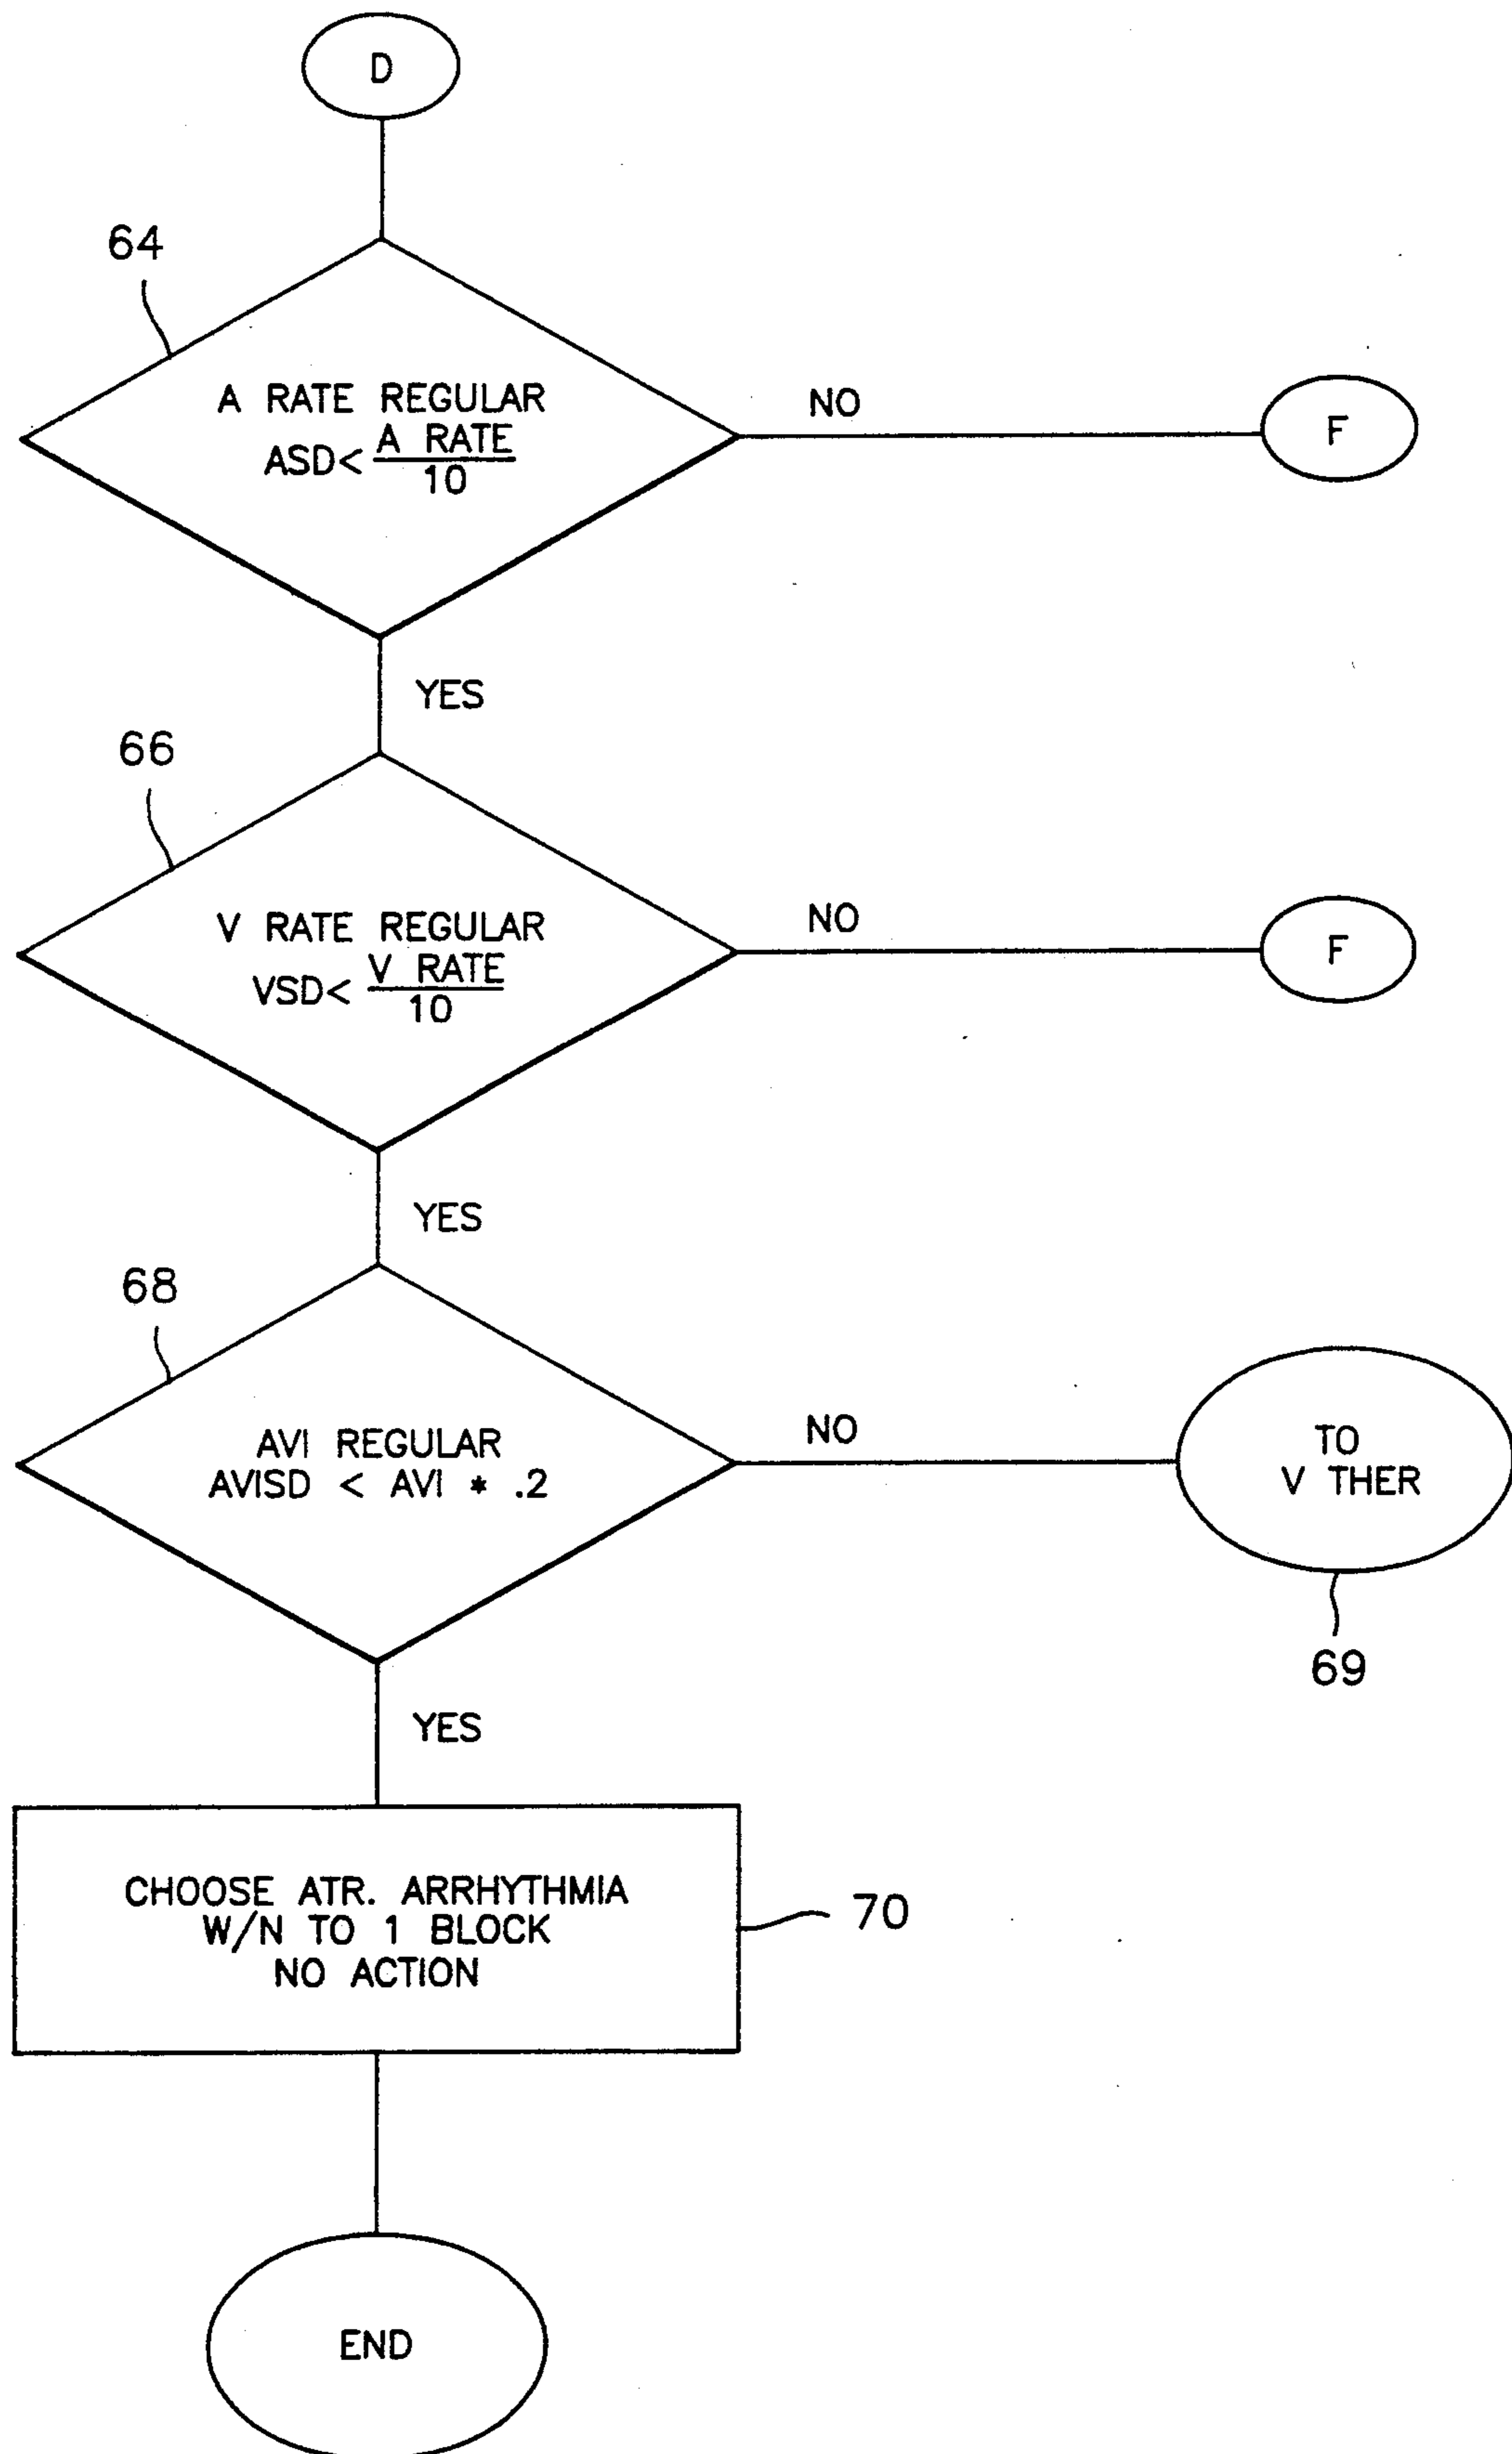 D
64
A RATE REGULAR
ASD< A RATE
10
NO
F
YES
66
V RATE REGULAR
VSD< V RATE
10
NO
F
YES
68
AVI REGULAR
AVISD < AVI * .2
NO
TO
V THER
69
YES
CHOOSE ATR. ARRHYTHMIA
W/N TO 1 BLOCK
NO ACTION
70
END